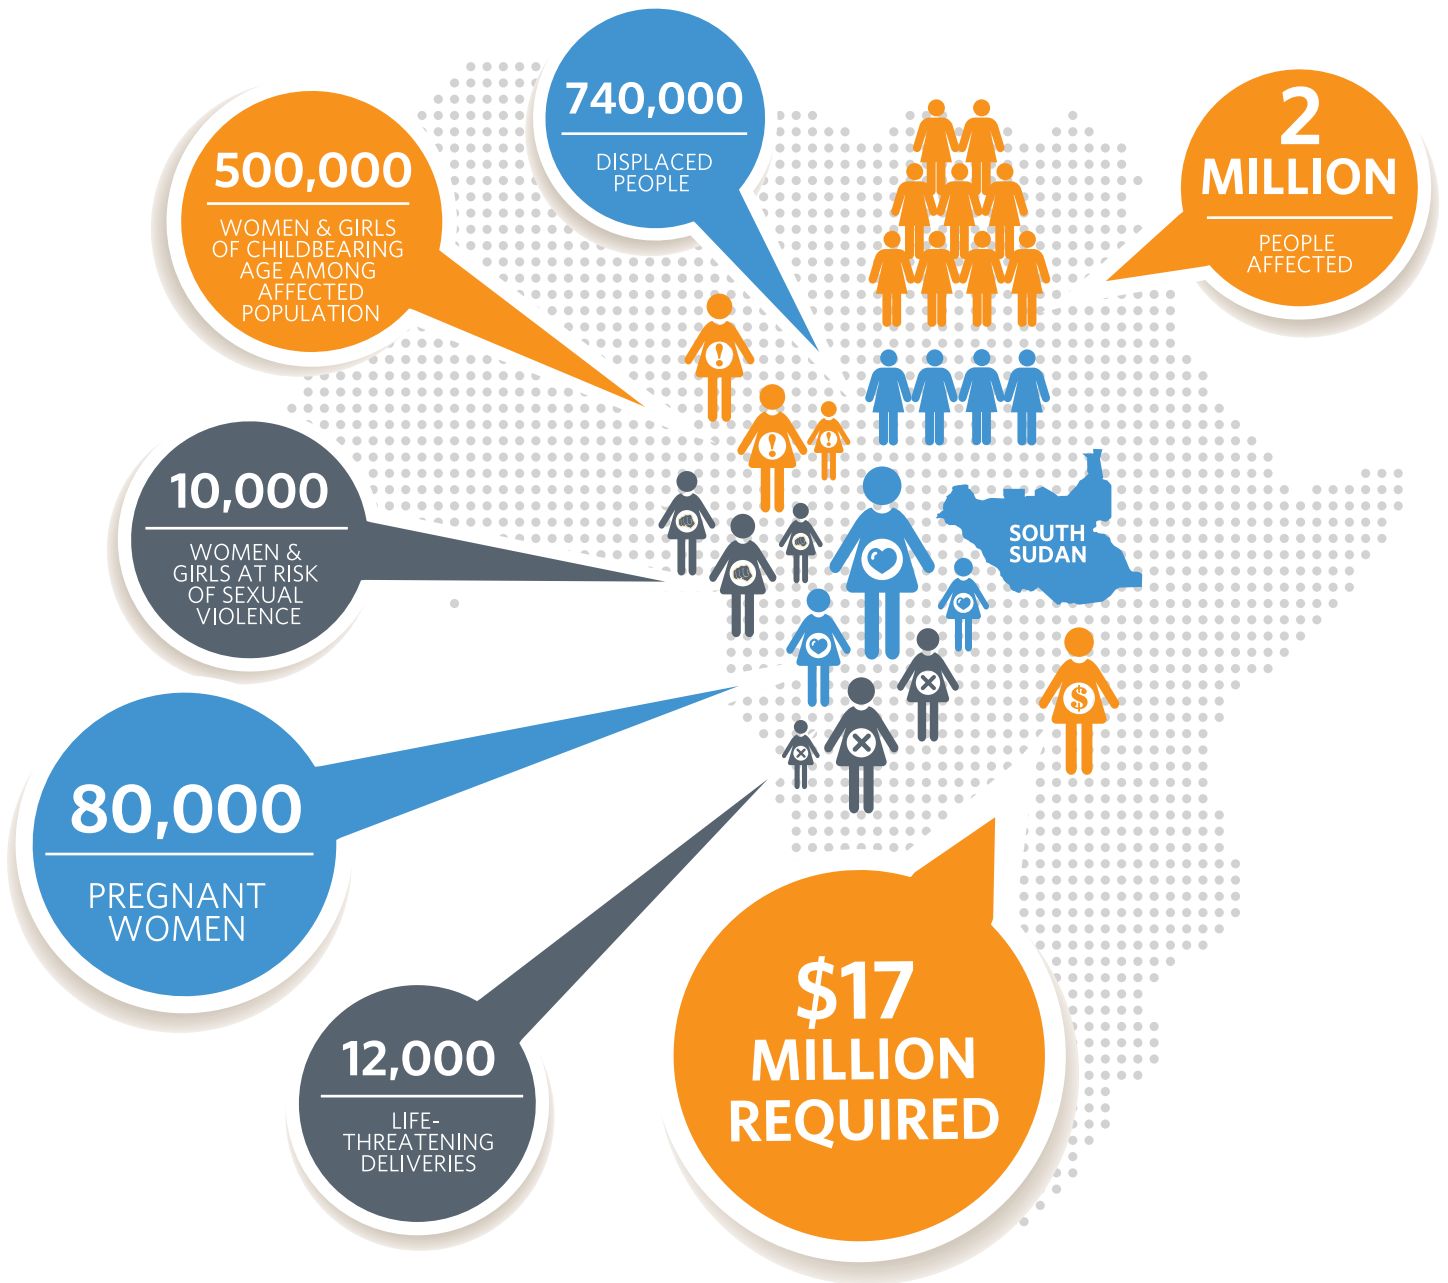 740,000
DISPLACED
PEOPLE
2
MILLION
PEOPLE
AFFECTED
500,000
WOMEN & GIRLS
OF CHILDBEARING
AGE AMONG
AFFECTED
POPULATION
!
!
!
10,000
WOMEN &
GIRLS AT RISK
OF SEXUAL
VIOLENCE
SOUTH
SUDAN
$
80,000
PREGNANT
WOMEN
12,000
LIFE-
THREATENING
DELIVERIES
$17
MILLION
REQUIRED